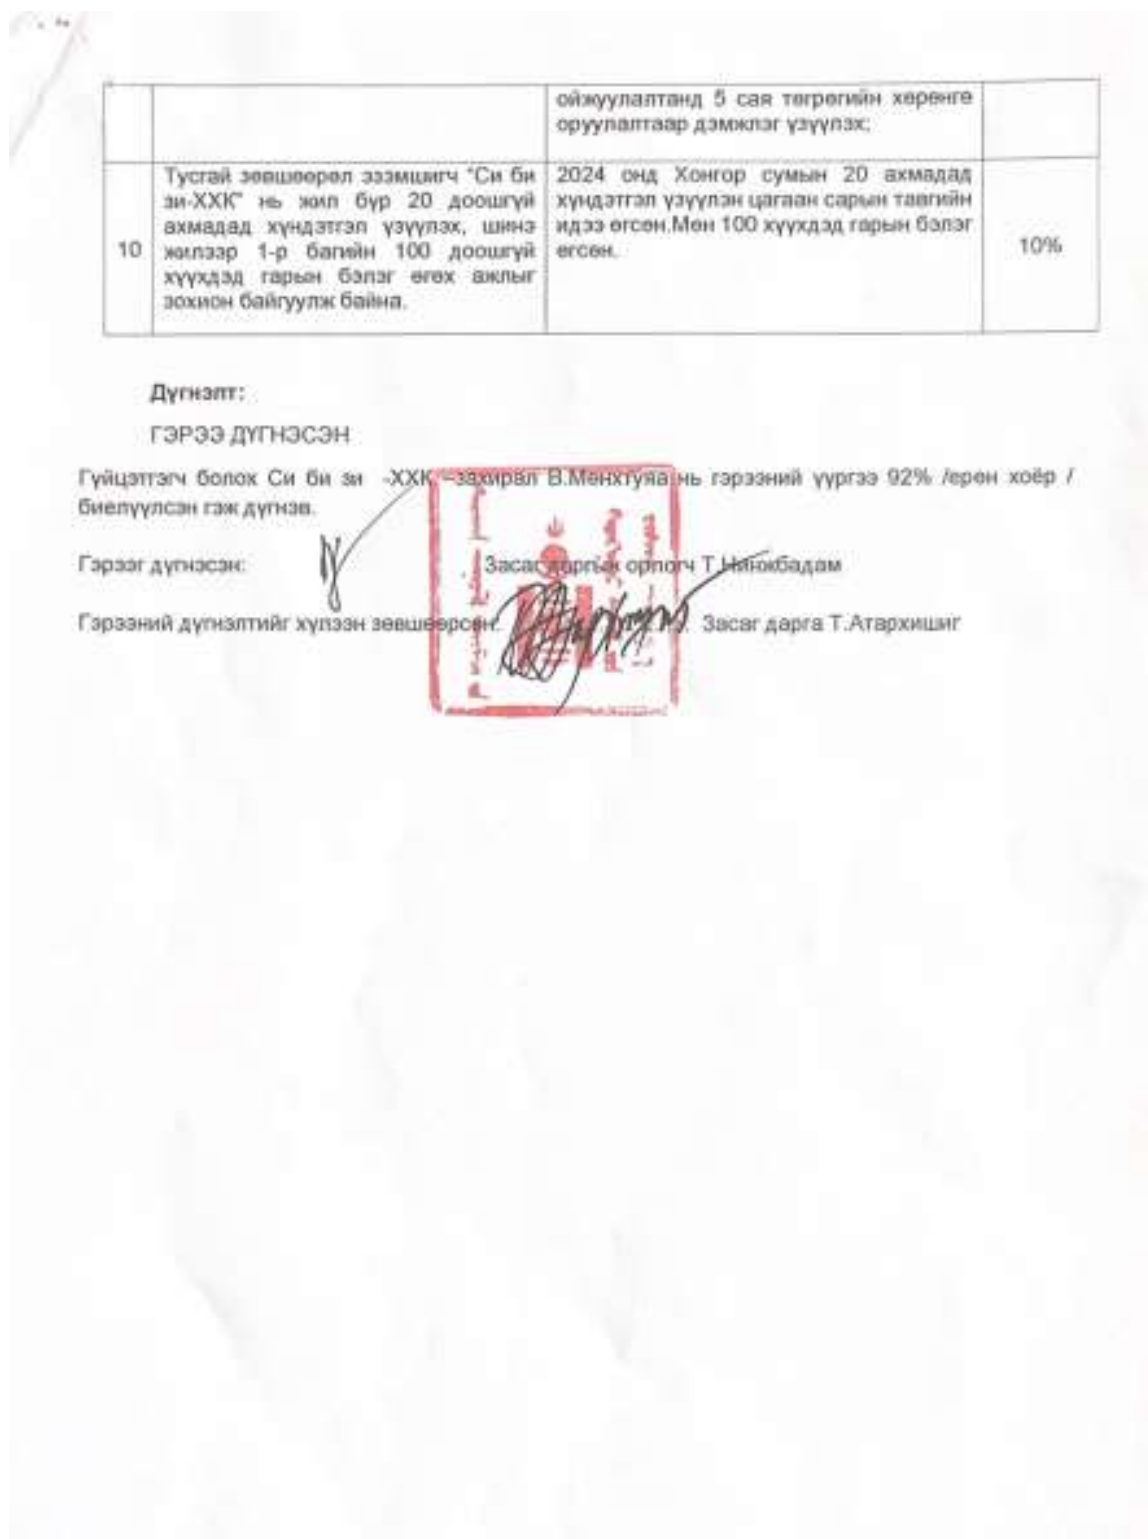 ойжуулалтанд 5 сая төгрөгийн хөрөнгө
оруулалтаар дэмжлэг үзүүлэх;
10
Тусгай зөвшөөрөл эзэмшигч "Си би
зи-ХХК" нь жил бүр 20 доошгүй
ахмадад хүндэтгэл үзүүлэх, шинэ
жилээр 1-р багийн 100 доошгүй
хүүхдэд гарын бэлэг өгөх ажлыг
зохион байгуулж байна.
2024 онд Хонгор сумын 20 ахмадад
хүндэтгэл үзүүлэн цагаан сарын тавгийн
идээ өгсөн.Мөн 100 хүүхдэд гарын бэлэг
өгсөн.
10%
Дүгнэлт:
ГЭРЭЭ ДҮГНЭСЭН
Гүйцэтгэгч болох Си би зи -ХХК –захирал В.Мөнхтуяа нь гэрээний үүргээ 92% /ерөн хоёр /
биелүүлсэн гэж дүгнэв.
Гэрээг дүгнэсэн: Засаг даргын орлогч Т.Нинжбадам
Гэрээний дүгнэлтийг хүлээн зөвшөөрсөн: Засаг дарга Т.Атархишиг